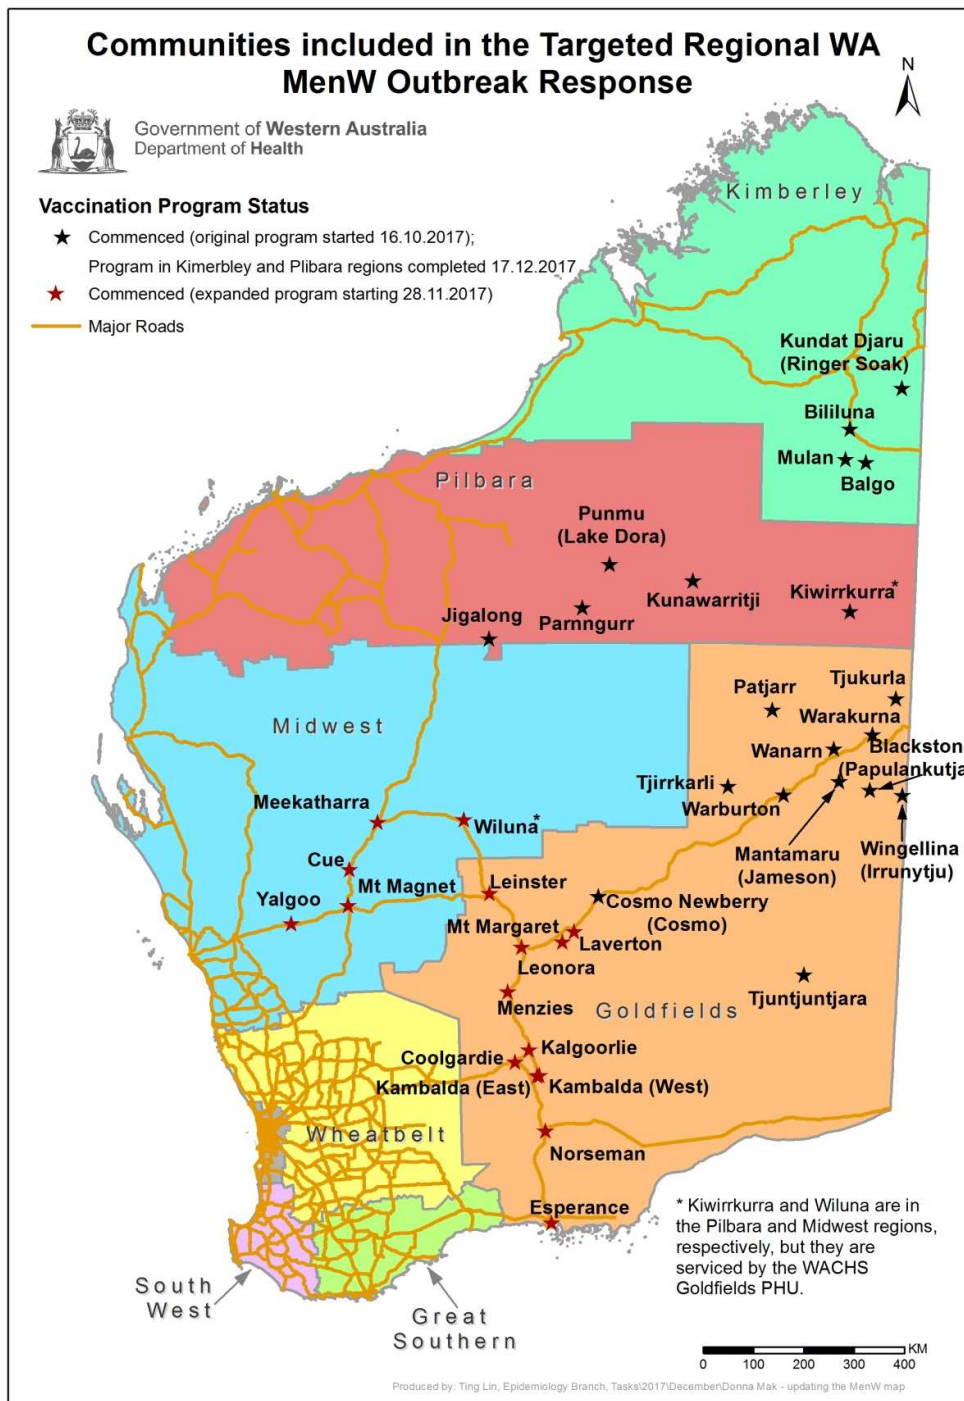 Communities included in the Targeted Regional WA
MenW Outbreak Response
N
Government of Western Australia
Department of Health
Vaccination Program Status
Commenced (original program started 16.10.2017);
Program in Kimerbley and Plibara regions completed 17.12.2017
Commenced (expanded program starting 28.11.2017)
Major Roads
Kimberley
Kundat Djaru
(Ringer Soak)
Bililuna
Mulan
Balgo
Pilbara
Punmu
(Lake Dora)
Kunawarritji
Kiwirrkurra*
Jigalong
Parnngurr
Midwest
Patjarr
Tjukurla
Warakurna
Wanarn
Blackston
(Papulankutja
Tjirrkarli
Warburton
Meekatharra
Wiluna*
Mantamaru
(Jameson)
Wingellina
(Irrunytju)
Cue
Mt Magnet
Yalgoo
Leinster
Cosmo Newberry
(Cosmo)
Mt Margaret
Laverton
Leonora
Tjuntjuntjara
Menzies
Goldfields
Kalgoorlie
Coolgardie
Kambalda (East)
Kambalda (West)
Wheatbelt
Norseman
Esperance
* Kiwirrkurra and Wiluna are in
the Pilbara and Midwest regions,
respectively, but they are
serviced by the WACHS
Goldfields PHU.
South
West
Great
Southern
KM
0 100 200 300 400
Produced by: Ting Lin, Epidemiology Branch, Tasks\2017\December\Donna Mak - updating the MenW map